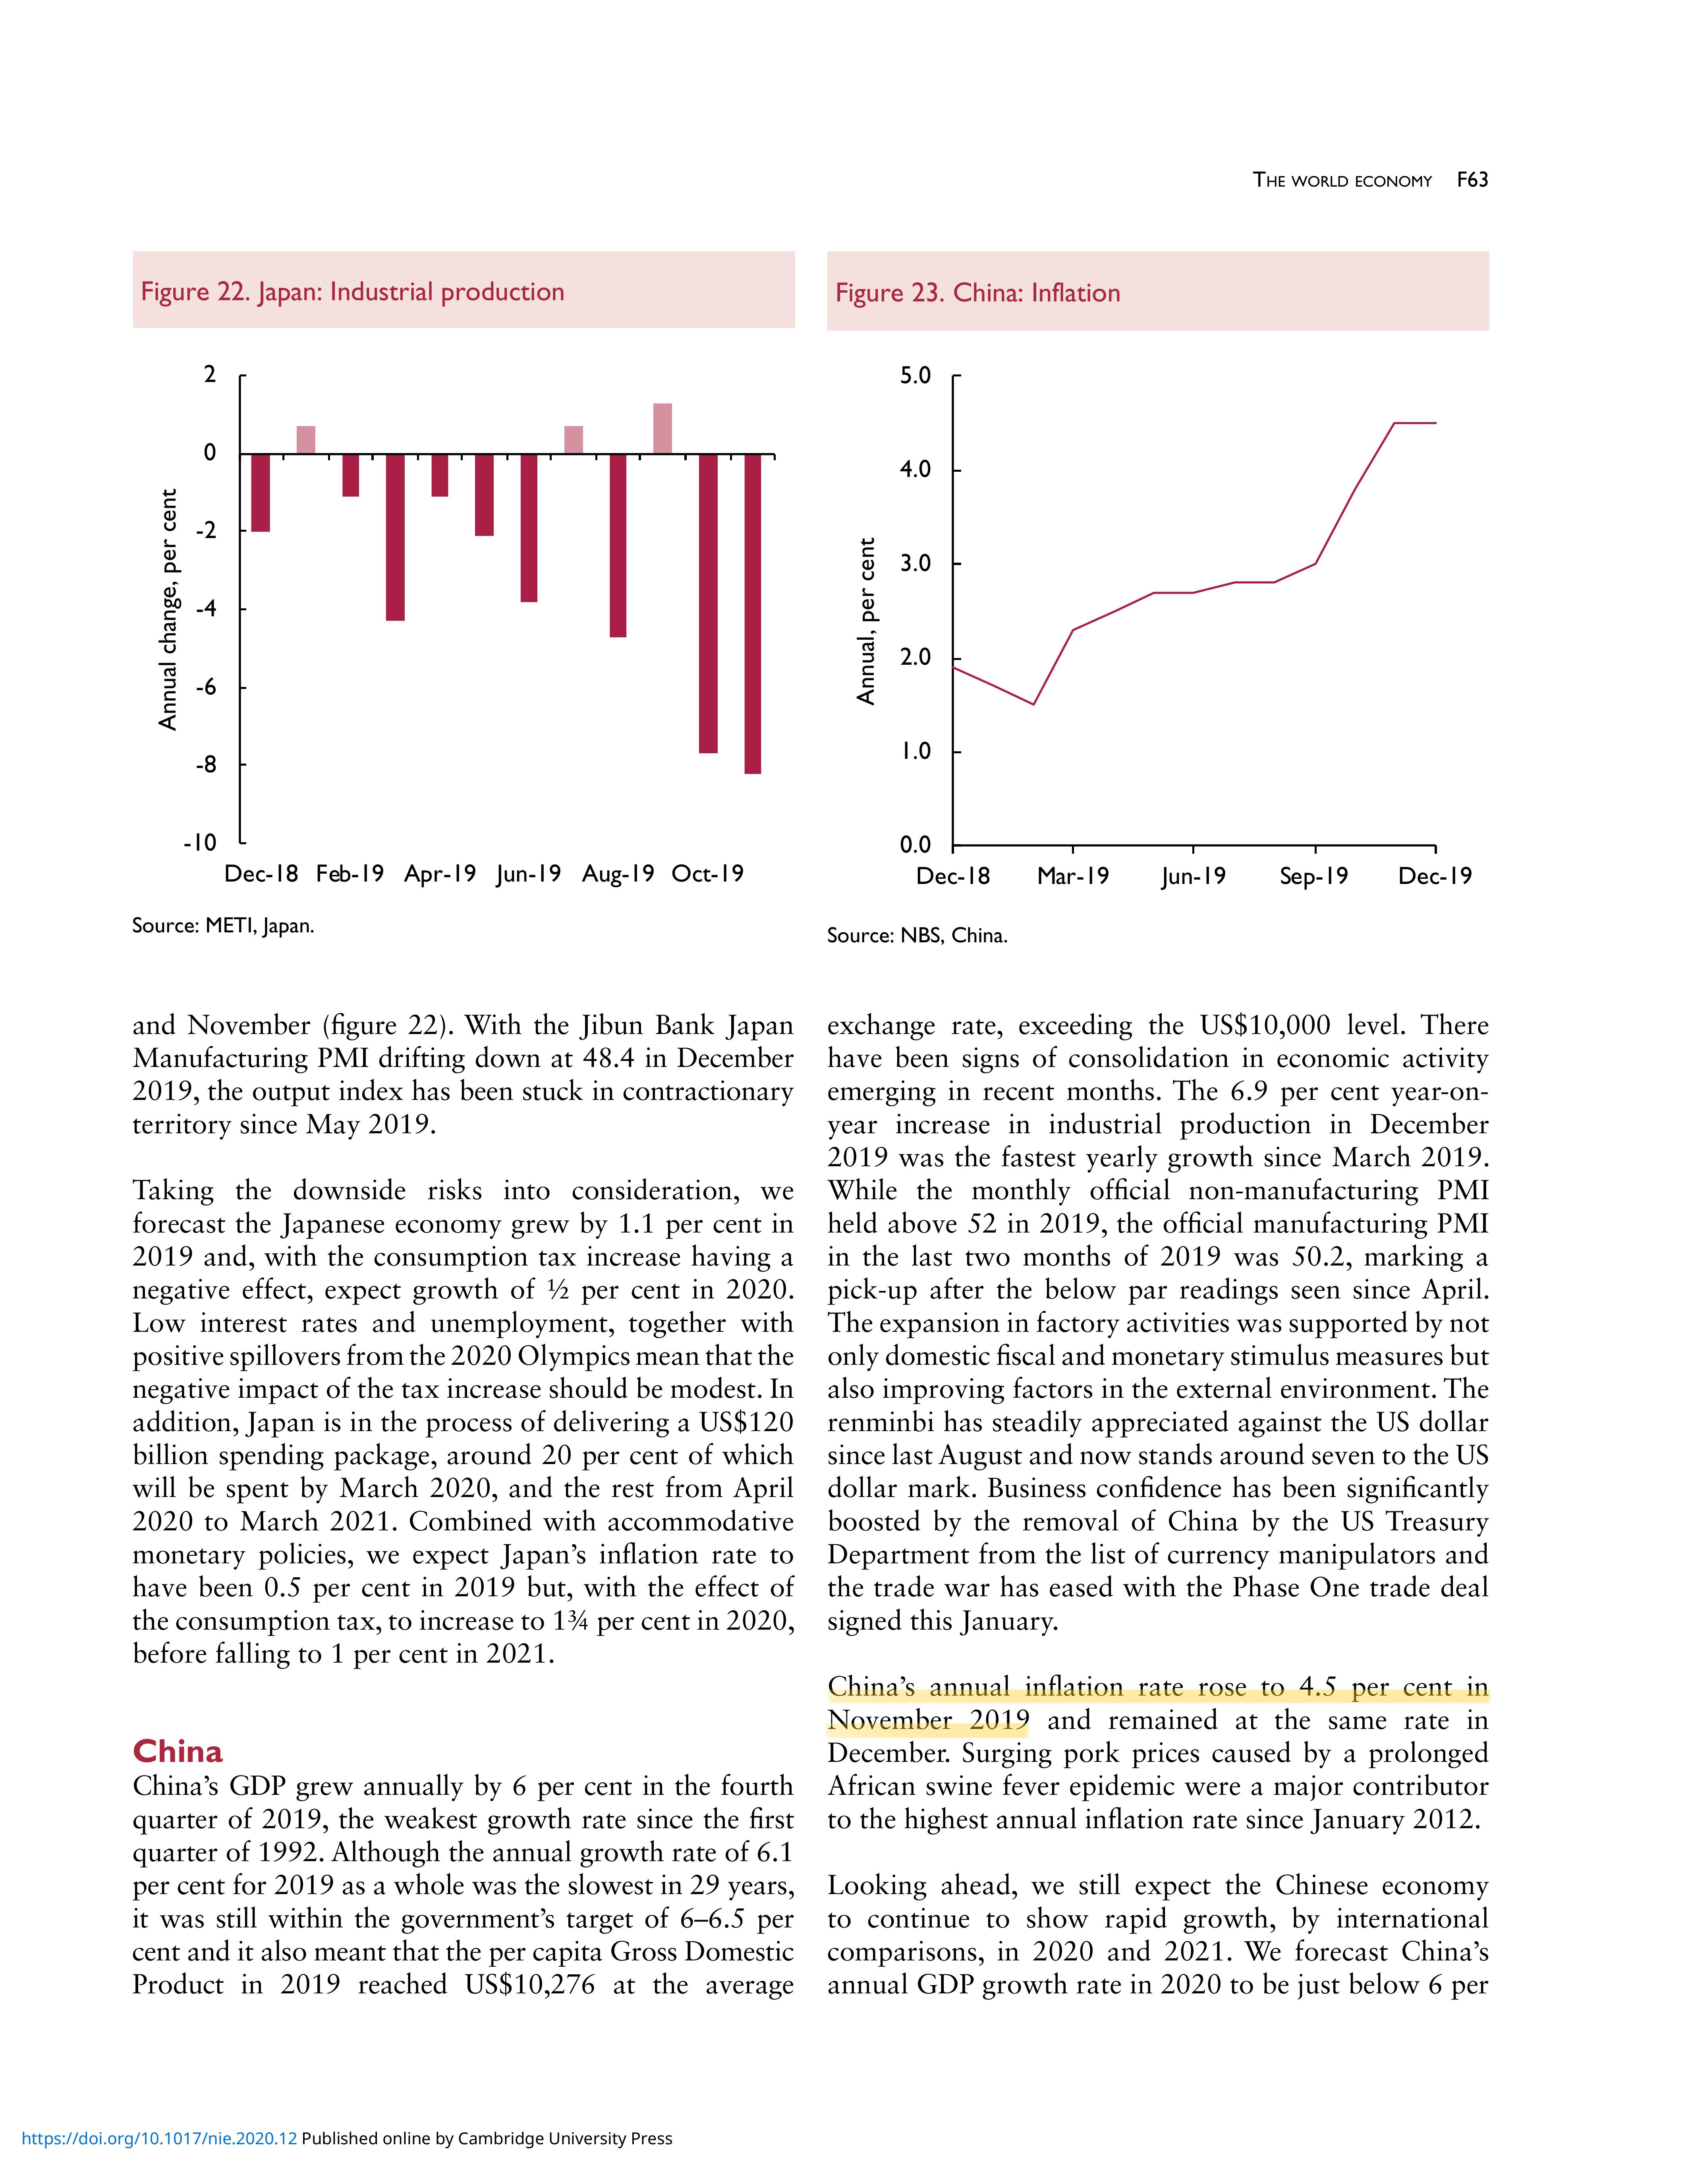 THE WORLD ECONOMY F63
Figure 22. Japan: Industrial production
2
0
-2
-4
-6
-8
-10
Annual change, per cent
Dec-18 Feb-19 Apr-19 Jun-19 Aug-19 Oct-19
Source: METI, Japan.
Figure 23. China: Inflation
5.0
4.0
3.0
2.0
1.0
0.0
Annual, per cent
Dec-18 Mar-19 Jun-19 Sep-19 Dec-19
Source: NBS, China.
and November (figure 22). With the Jibun Bank Japan
Manufacturing PMI drifting down at 48.4 in December
2019, the output index has been stuck in contractionary
territory since May 2019.
Taking the downside risks into consideration, we
forecast the Japanese economy grew by 1.1 per cent in
2019 and, with the consumption tax increase having a
negative effect, expect growth of ½ per cent in 2020.
Low interest rates and unemployment, together with
positive spillovers from the 2020 Olympics mean that the
negative impact of the tax increase should be modest. In
addition, Japan is in the process of delivering a US$120
billion spending package, around 20 per cent of which
will be spent by March 2020, and the rest from April
2020 to March 2021. Combined with accommodative
monetary policies, we expect Japan’s inflation rate to
have been 0.5 per cent in 2019 but, with the effect of
the consumption tax, to increase to 1¾ per cent in 2020,
before falling to 1 per cent in 2021.
China
China’s GDP grew annually by 6 per cent in the fourth
quarter of 2019, the weakest growth rate since the first
quarter of 1992. Although the annual growth rate of 6.1
per cent for 2019 as a whole was the slowest in 29 years,
it was still within the government’s target of 6–6.5 per
cent and it also meant that the per capita Gross Domestic
Product in 2019 reached US$10,276 at the average
exchange rate, exceeding the US$10,000 level. There
have been signs of consolidation in economic activity
emerging in recent months. The 6.9 per cent year-on-
year increase in industrial production in December
2019 was the fastest yearly growth since March 2019.
While the monthly official non-manufacturing PMI
held above 52 in 2019, the official manufacturing PMI
in the last two months of 2019 was 50.2, marking a
pick-up after the below par readings seen since April.
The expansion in factory activities was supported by not
only domestic fiscal and monetary stimulus measures but
also improving factors in the external environment. The
renminbi has steadily appreciated against the US dollar
since last August and now stands around seven to the US
dollar mark. Business confidence has been significantly
boosted by the removal of China by the US Treasury
Department from the list of currency manipulators and
the trade war has eased with the Phase One trade deal
signed this January.
China’s annual inflation rate rose to 4.5 per cent in
November 2019 and remained at the same rate in
December. Surging pork prices caused by a prolonged
African swine fever epidemic were a major contributor
to the highest annual inflation rate since January 2012.
Looking ahead, we still expect the Chinese economy
to continue to show rapid growth, by international
comparisons, in 2020 and 2021. We forecast China’s
annual GDP growth rate in 2020 to be just below 6 per
https://doi.org/10.1017/nie.2020.12 Published online by Cambridge University Press